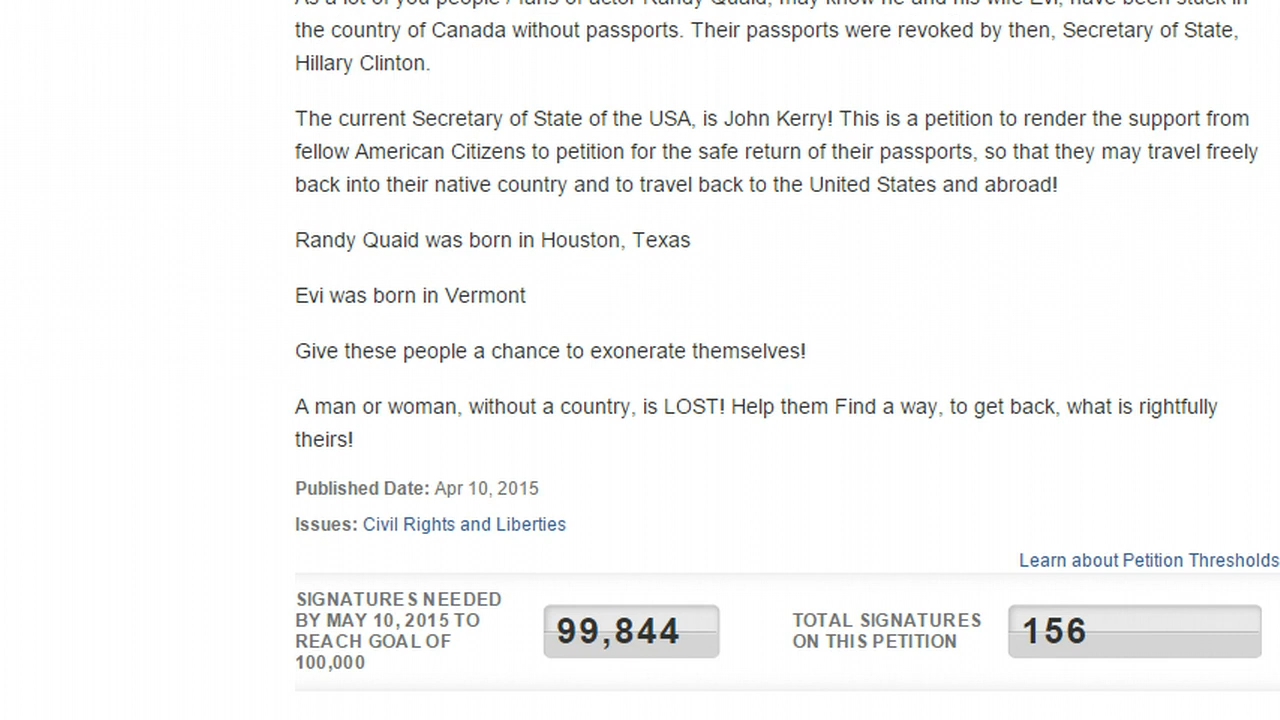 the country of Canada without passports. Their passports were revoked by then, Secretary of State,
Hillary Clinton.
The current Secretary of State of the USA, is John Kerry! This is a petition to render the support from
fellow American Citizens to petition for the safe return of their passports, so that they may travel freely
back into their native country and to travel back to the United States and abroad!
Randy Quaid was born in Houston, Texas
Evi was born in Vermont
Give these people a chance to exonerate themselves!
A man or woman, without a country, is LOST! Help them Find a way, to get back, what is rightfully
theirs!
Published Date: Apr 10, 2015
Issues: Civil Rights and Liberties
Learn about Petition Thresholds
SIGNATURES NEEDED
BY MAY 10, 2015 TO
REACH GOAL OF
100,000
99,844
TOTAL SIGNATURES
ON THIS PETITION
156